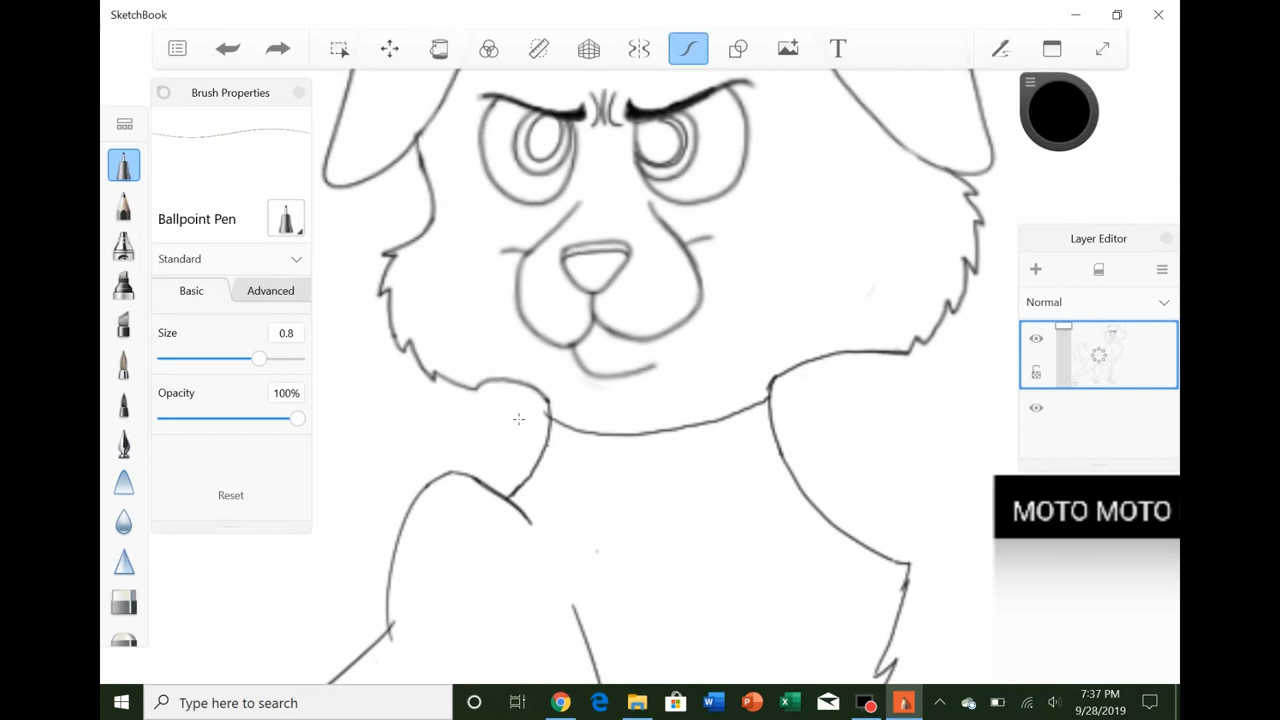 SketchBook
T
Brush Properties
Ballpoint Pen
Standard
Basic
Advanced
Size
0.8
Opacity
100%
Reset
Layer Editor
Normal
MOTO MOTO
Type here to search
7:37 PM
9/28/2019